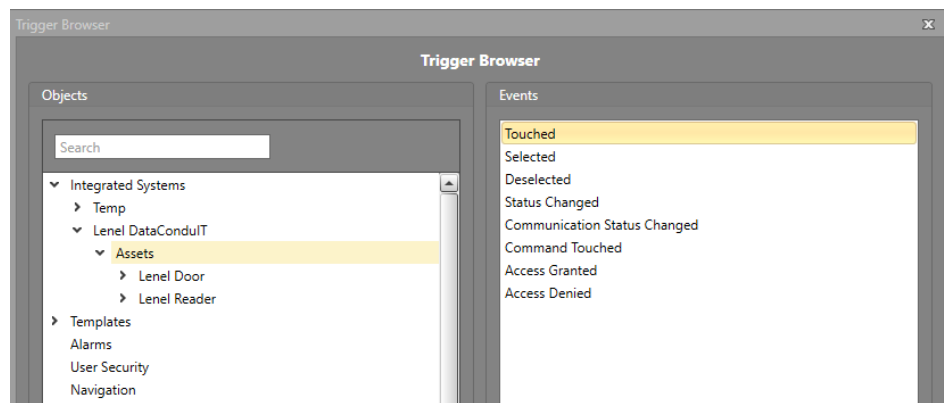 Trigger Browser
Trigger Browser
Objects
Search
Integrated Systems
Temp
Lenel DataConduIT
Assets
Lenel Door
Lenel Reader
Templates
Alarms
User Security
Navigation
Events
Touched
Selected
Deselected
Status Changed
Communication Status Changed
Command Touched
Access Granted
Access Denied